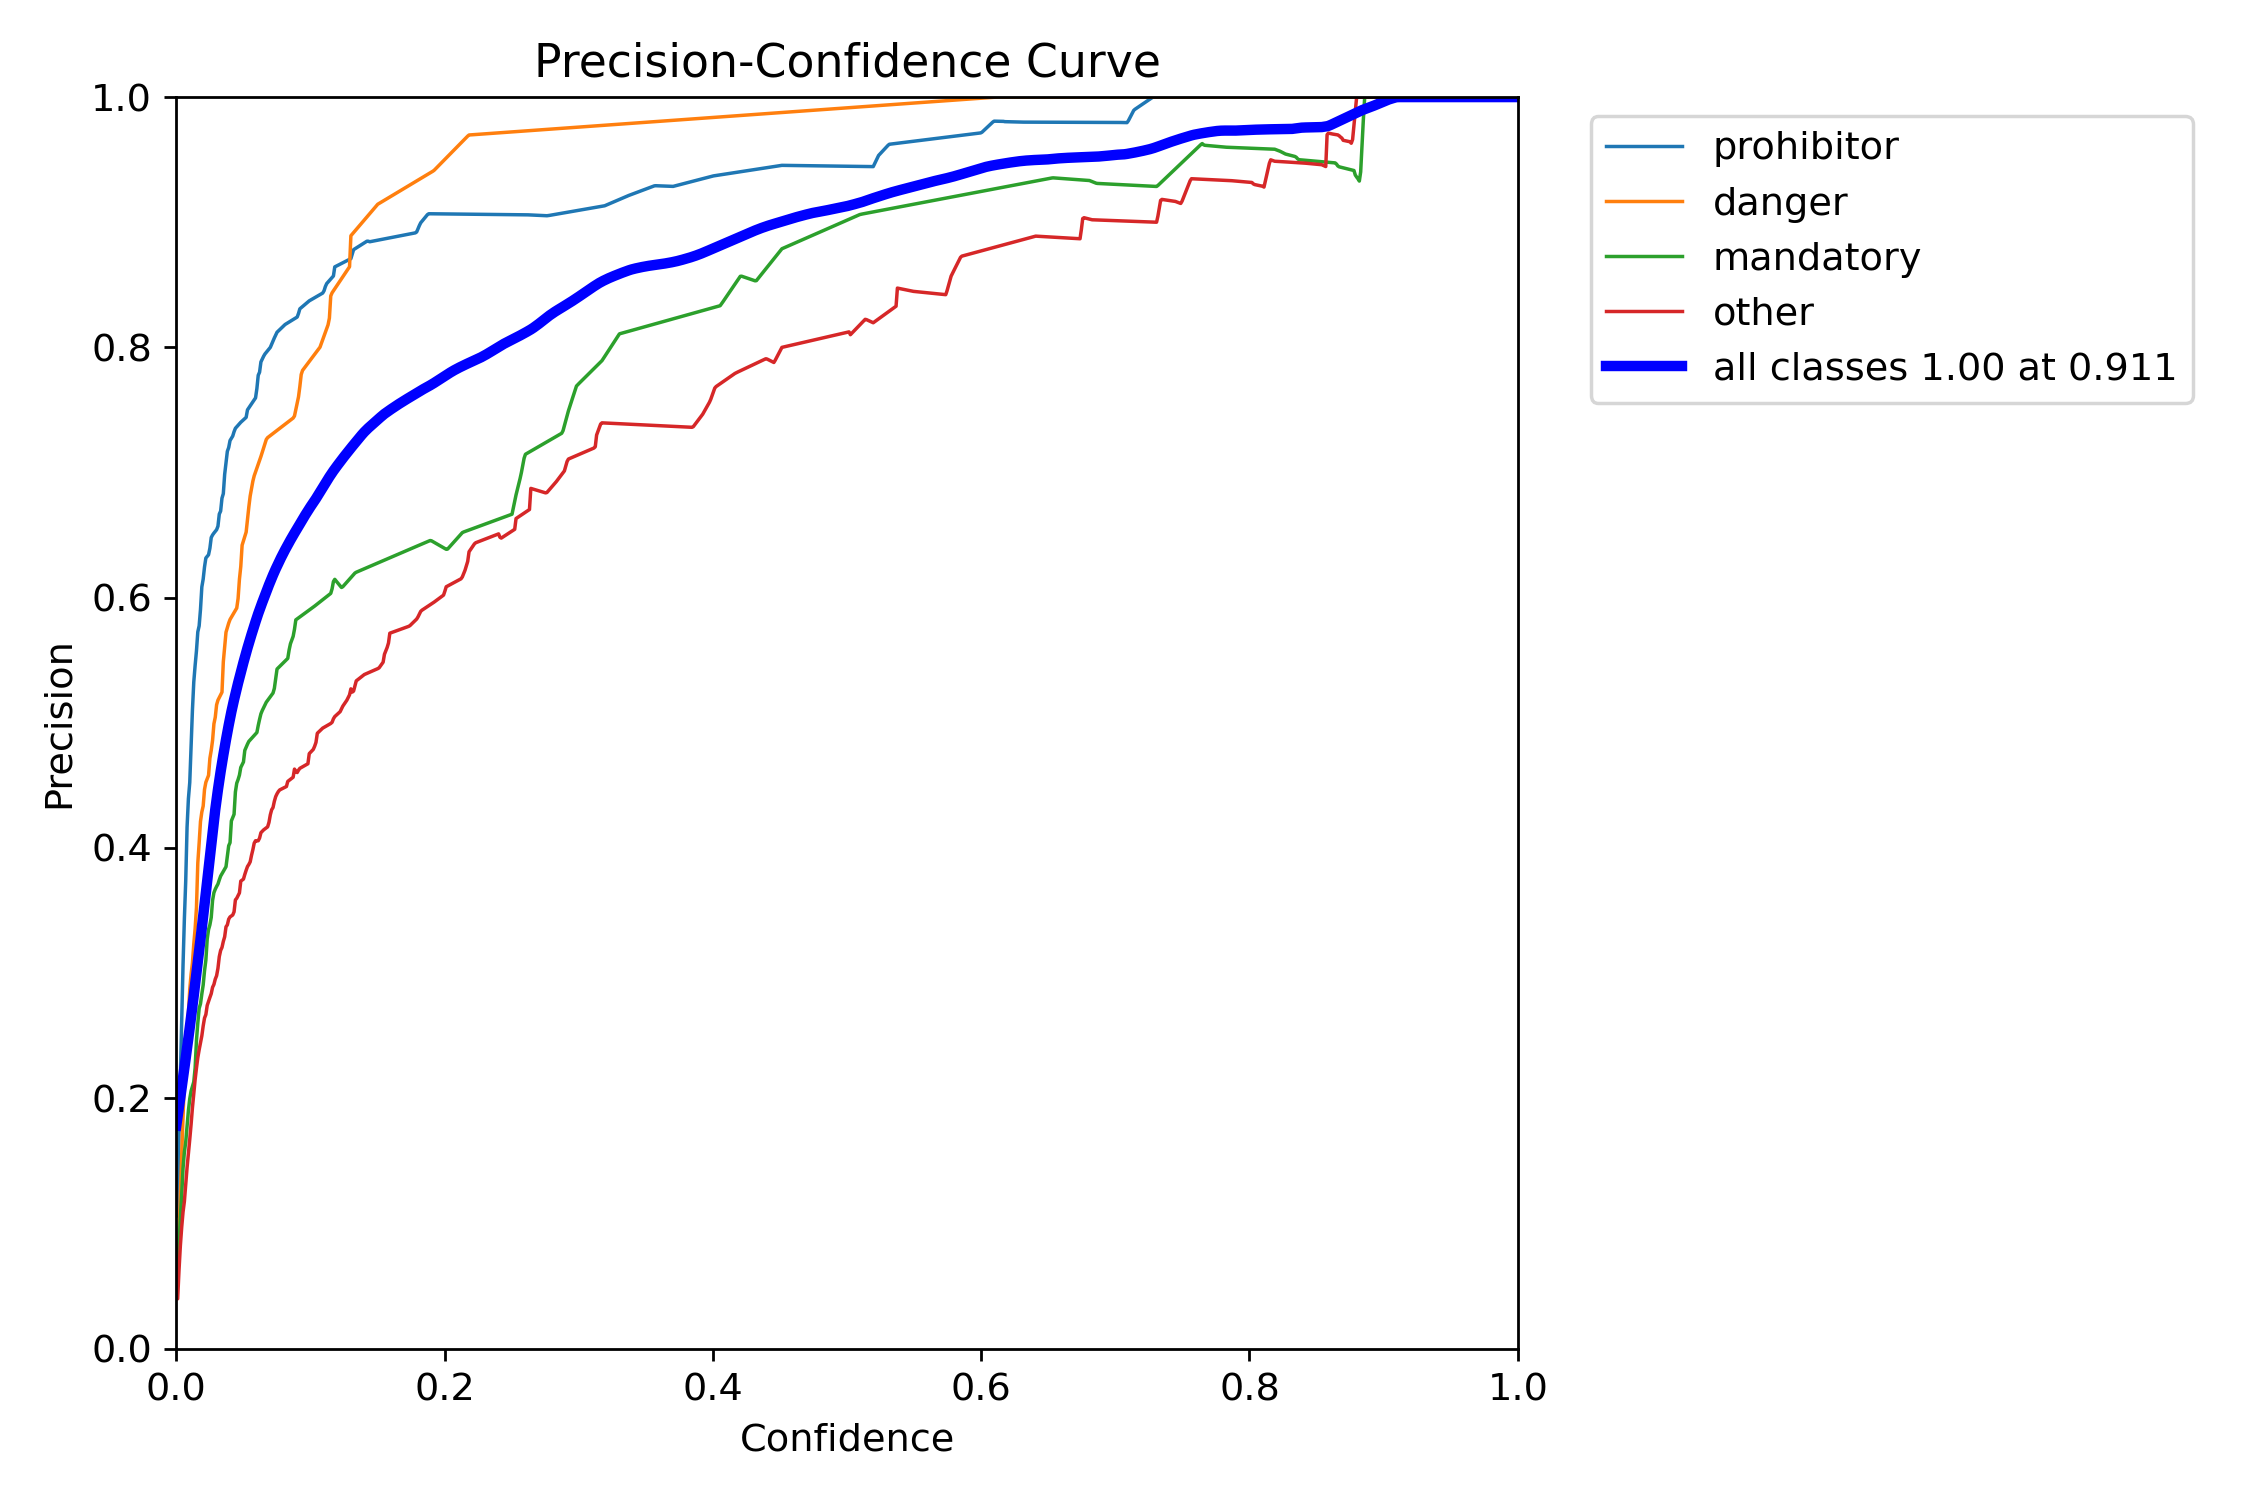 Precision-Confidence Curve
1.0
0.8
0.6
0.4
0.2
0.0
Precision
0.0 0.2 0.4 0.6 0.8 1.0
Confidence
prohibitor
danger
mandatory
other
all classes 1.00 at 0.911